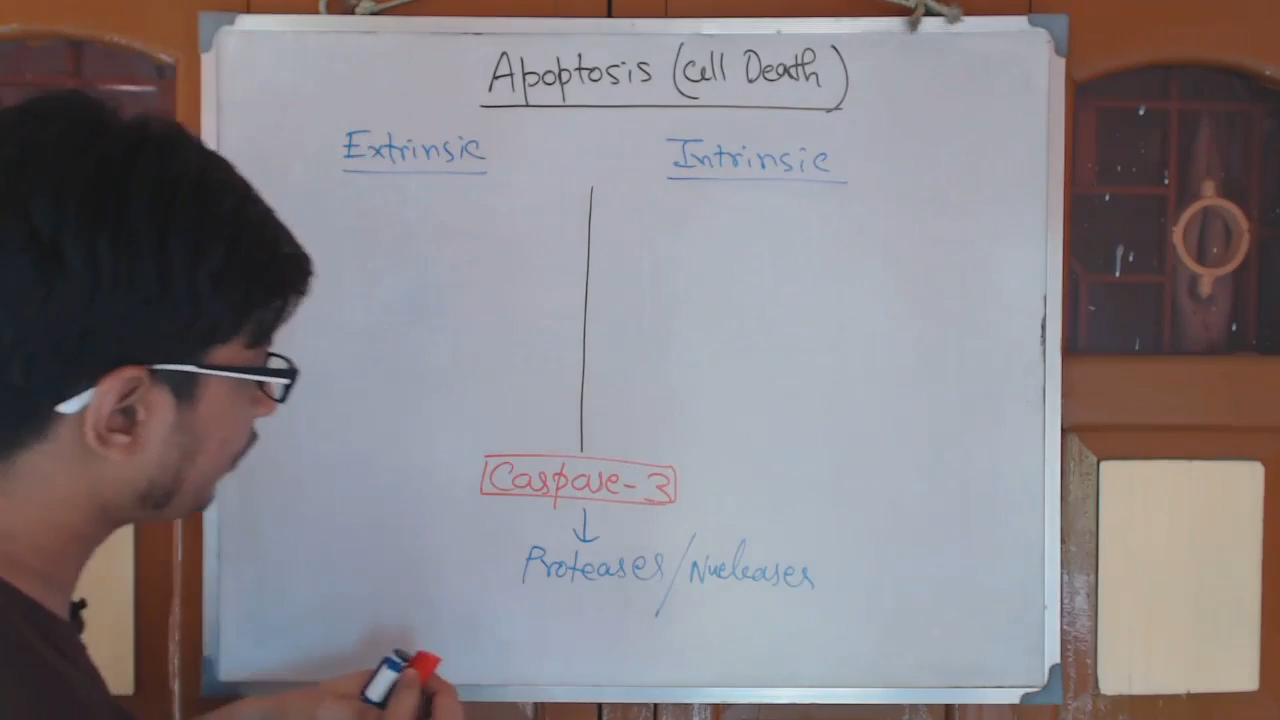 Apoptosis (Cell Death)
Extrinsic
Intrinsic
Caspase-3
↓
Proteases/Nucleases